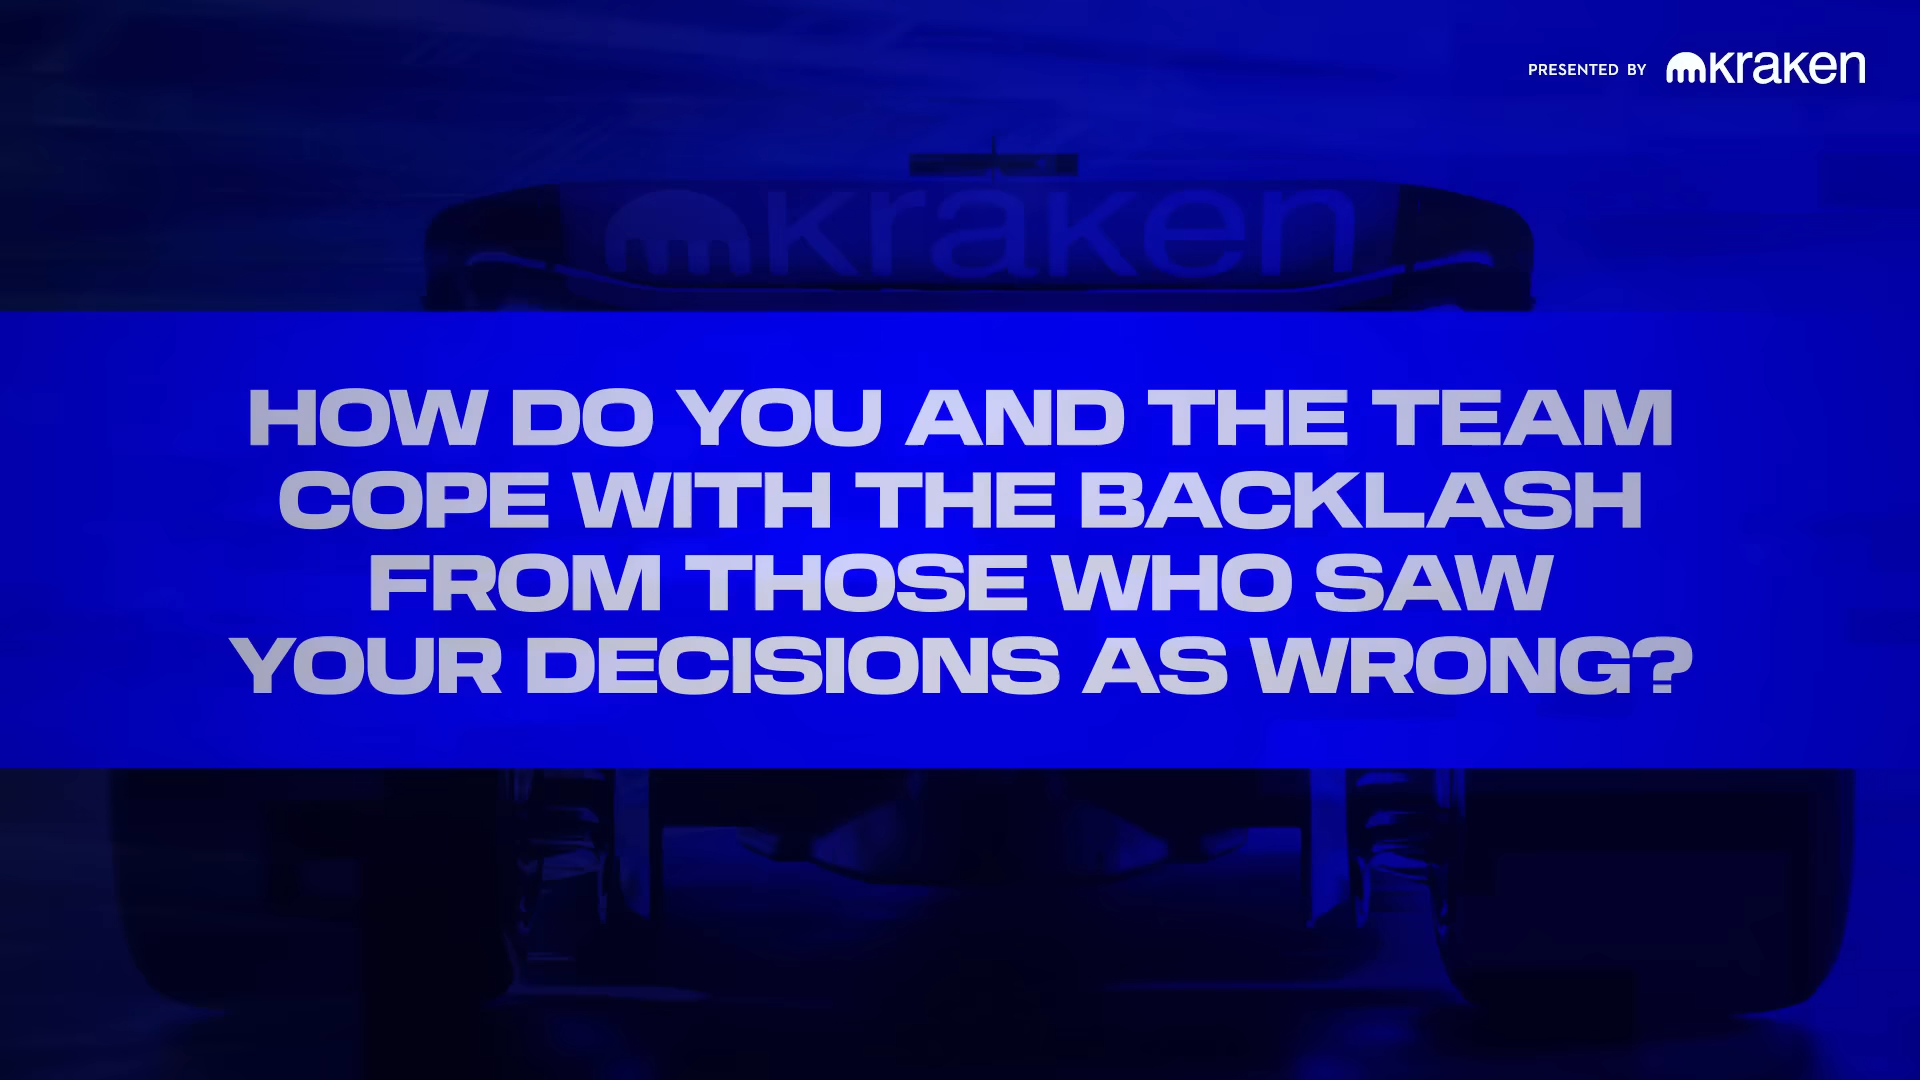 PRESENTED BY kraken
kraken
HOW DO YOU AND THE TEAM
COPE WITH THE BACKLASH
FROM THOSE WHO SAW
YOUR DECISIONS AS WRONG?